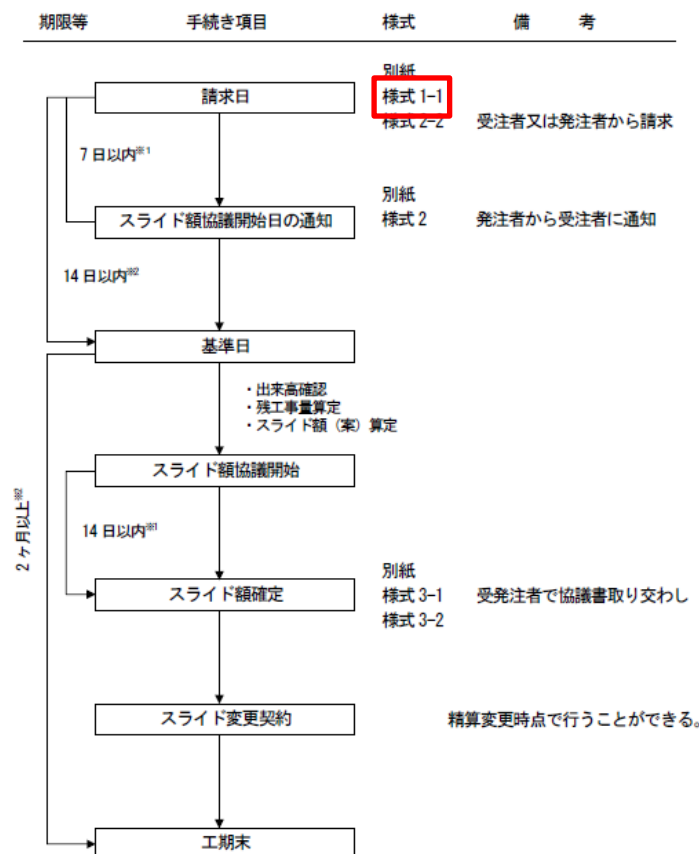 期限等 手続き項目 様式 備 考
別紙
請求日 様式 1-1
様式 2-2 受注者又は発注者から請求
7 日以内※1
別紙
スライド額協議開始日の通知 様式 2 発注者から受注者に通知
14 日以内※2
基準日
・出来高確認
・残工事量算定
・スライド額（案）算定
スライド額協議開始
2 ヶ月以上※2
14 日以内※1
別紙
スライド額確定 様式 3-1 受発注者で協議書取り交わし
様式 3-2
スライド変更契約 精算変更時点で行うことができる。
工期末